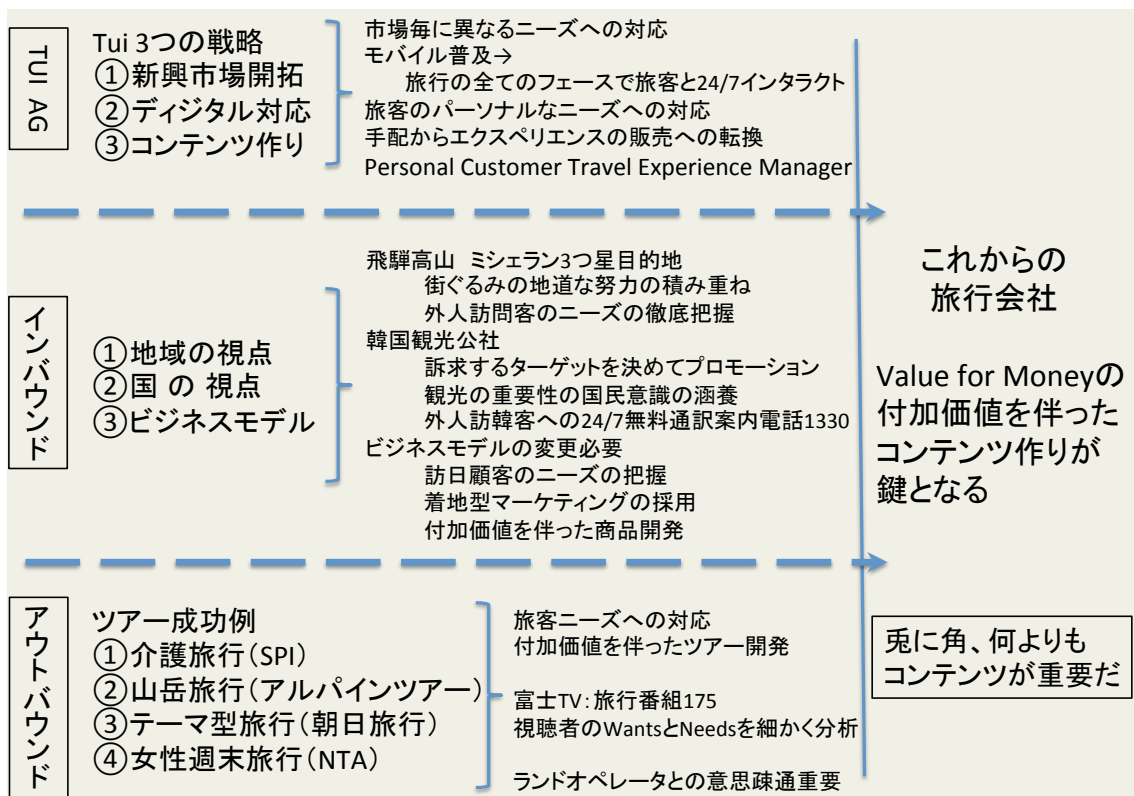 TUI AG
Tui 3つの戦略
①新興市場開拓
②ディジタル対応
③コンテンツ作り
市場毎に異なるニーズへの対応
モバイル普及→
旅行の全てのフェースで旅客と24/7インタラクト
旅客のパーソナルなニーズへの対応
手配からエクスペリエンスの販売への転換
Personal Customer Travel Experience Manager
インバウンド
①地域の視点
②国 の 視点
③ビジネスモデル
飛騨高山 ミシェラン3つ星目的地
街ぐるみの地道な努力の積み重ね
外人訪問客のニーズの徹底把握
韓国観光公社
訴求するターゲットを決めてプロモーション
観光の重要性の国民意識の涵養
外人訪韓客への24/7無料通訳案内電話1330
ビジネスモデルの変更必要
訪日顧客のニーズの把握
着地型マーケティングの採用
付加価値を伴った商品開発
アウトバウンド
ツアー成功例
①介護旅行(SPI)
②山岳旅行(アルパインツアー)
③テーマ型旅行(朝日旅行)
④女性週末旅行(NTA)
旅客ニーズへの対応
付加価値を伴ったツアー開発
富士TV:旅行番組175
視聴者のWantsとNeedsを細かく分析
ランドオペレータとの意思疎通重要
これからの
旅行会社
Value for Moneyの
付加価値を伴った
コンテンツ作りが
鍵となる
兎に角、何よりも
コンテンツが重要だ